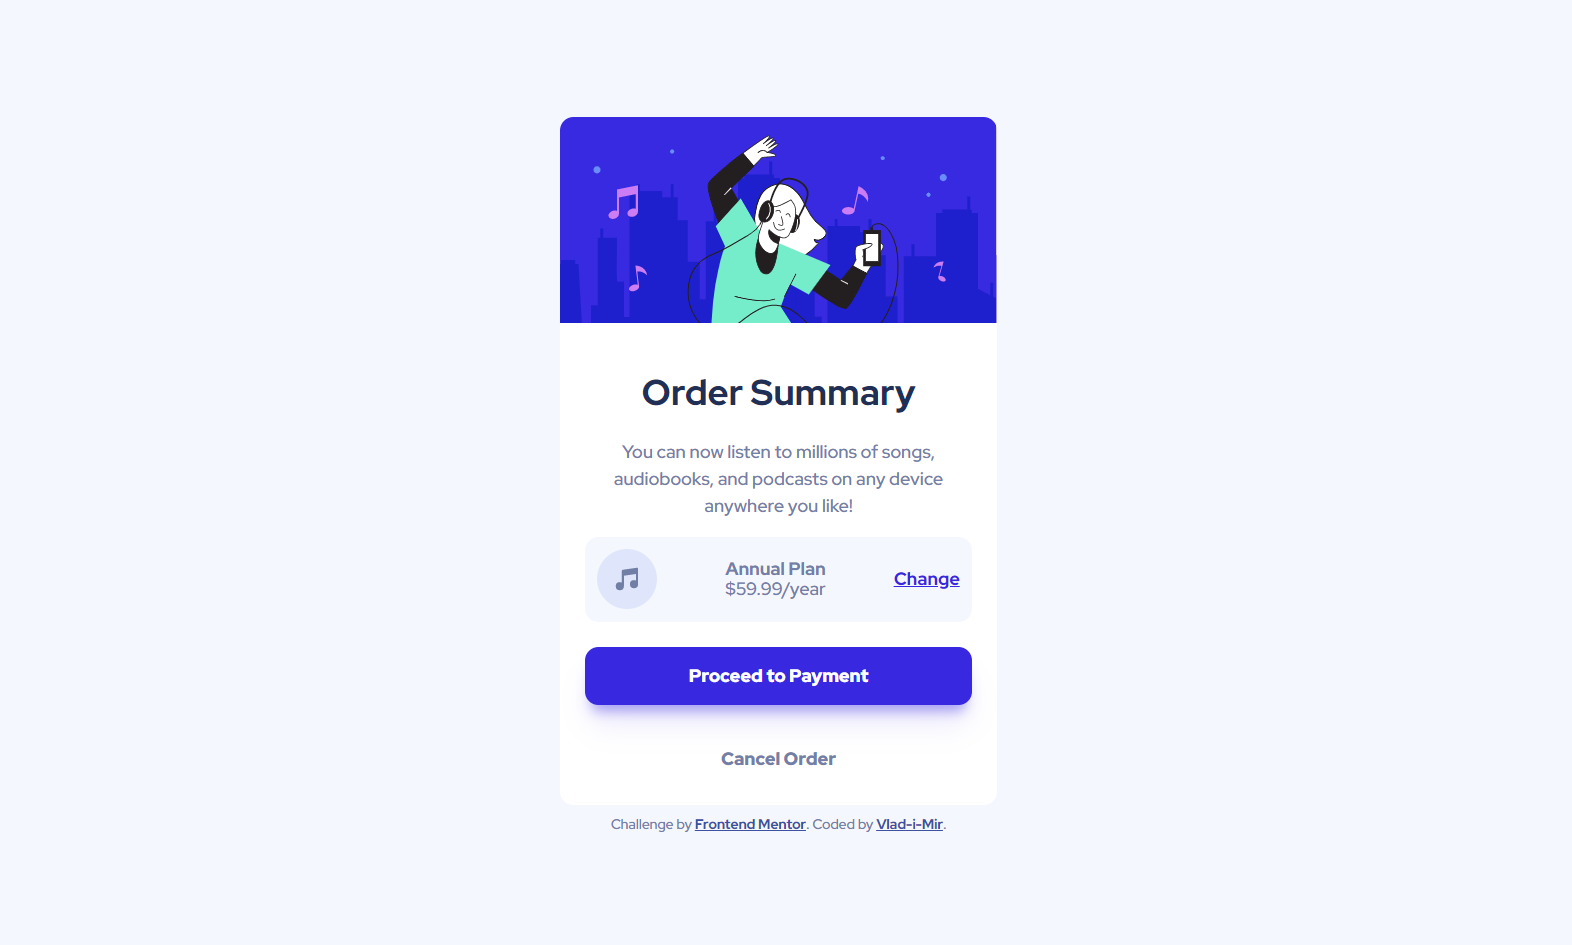 Order Summary
You can now listen to millions of songs,
audiobooks, and podcasts on any device
anywhere you like!
Annual Plan
$59.99/year
Change
Proceed to Payment
Cancel Order
Challenge by Frontend Mentor. Coded by Vlad-i-Mir.